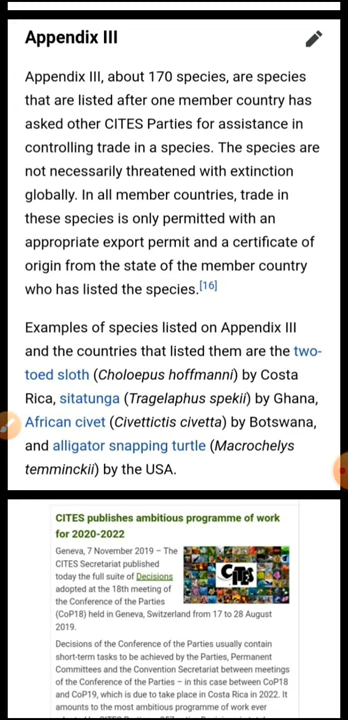 Appendix III
Appendix III, about 170 species, are species
that are listed after one member country has
asked other CITES Parties for assistance in
controlling trade in a species. The species are
not necessarily threatened with extinction
globally. In all member countries, trade in
these species is only permitted with an
appropriate export permit and a certificate of
origin from the state of the member country
who has listed the species.[16]
Examples of species listed on Appendix III
and the countries that listed them are the two-
toed sloth (Choloepus hoffmanni) by Costa
Rica, sitatunga (Tragelaphus spekii) by Ghana,
African civet (Civettictis civetta) by Botswana,
and alligator snapping turtle (Macrochelys
temminckii) by the USA.
CITES publishes ambitious programme of work
for 2020-2022
Geneva, 7 November 2019 – The
CITES Secretariat published
today the full suite of Decisions
adopted at the 18th meeting of
the Conference of the Parties
(CoP18) held in Geneva, Switzerland from 17 to 28 August
2019.
CITES
Decisions of the Conference of the Parties usually contain
short-term tasks to be achieved by the Parties, Permanent
Committees and the Convention Secretariat between meetings
of the Conference of the Parties – in this case between CoP18
and CoP19, which is due to take place in Costa Rica in 2022. It
amounts to the most ambitious programme of work ever